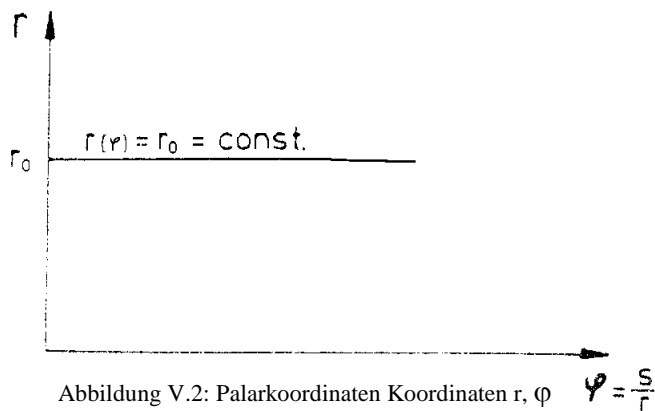 r
r(φ) = r₀ = const.
r₀
Abbildung V.2: Palarkoordinaten Koordinaten r, φ
φ = s/r